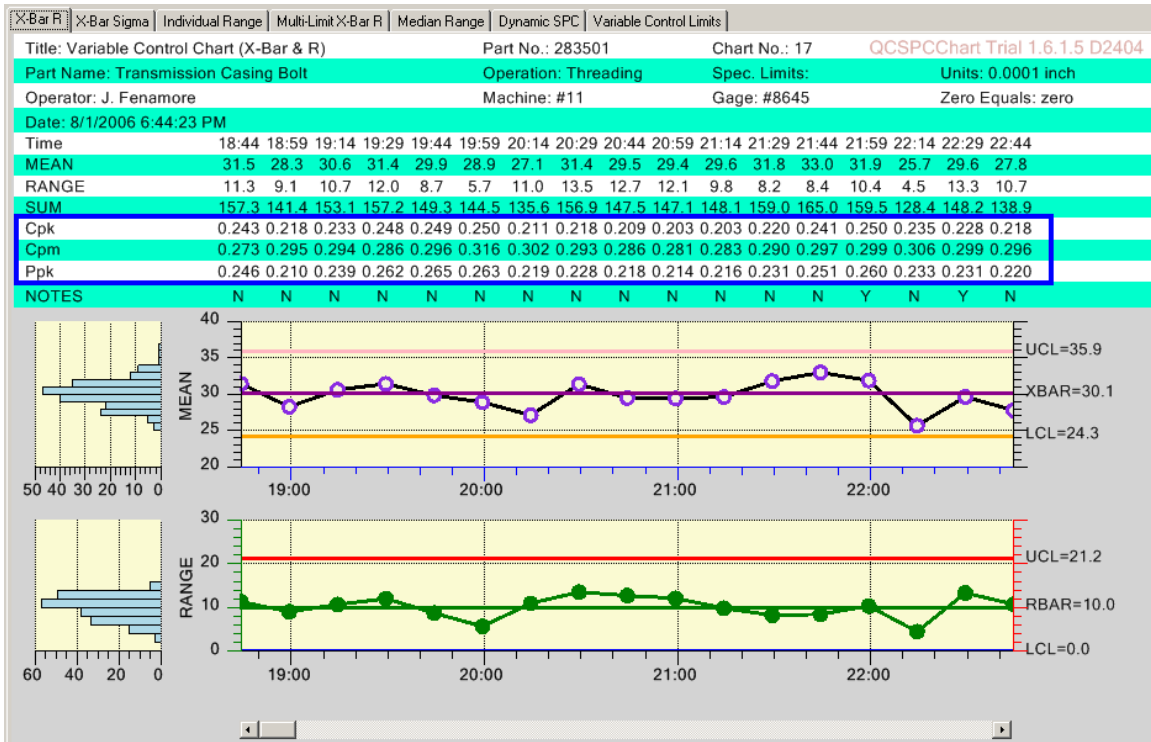 X-Bar R X-Bar Sigma Individual Range Multi-Limit X-Bar R Median Range Dynamic SPC Variable Control Limits
Title: Variable Control Chart (X-Bar & R) Part No.: 283501 Chart No.: 17 QCSPCChart Trial 1.6.1.5 D2404
Part Name: Transmission Casing Bolt Operation: Threading Spec. Limits: Units: 0.0001 inch
Operator: J. Fenamore Machine: #11 Gage: #8645 Zero Equals: zero
Date: 8/1/2006 6:44:23 PM
Time 18:44 18:59 19:14 19:29 19:44 19:59 20:14 20:29 20:44 20:59 21:14 21:29 21:44 21:59 22:14 22:29 22:44
MEAN 31.5 28.3 30.6 31.4 29.9 28.9 27.1 31.4 29.5 29.4 29.6 31.8 33.0 31.9 25.7 29.6 27.8
RANGE 11.3 9.1 10.7 12.0 8.7 5.7 11.0 13.5 12.7 12.1 9.8 8.2 8.4 10.4 4.5 13.3 10.7
SUM 157.3 141.4 153.1 157.2 149.3 144.5 135.6 156.9 147.5 147.1 148.1 159.0 165.0 159.5 128.4 148.2 138.9
Cpk 0.243 0.218 0.233 0.248 0.249 0.250 0.211 0.218 0.209 0.203 0.203 0.220 0.241 0.250 0.235 0.228 0.218
Cpm 0.273 0.295 0.294 0.286 0.296 0.316 0.302 0.293 0.286 0.281 0.283 0.290 0.297 0.299 0.306 0.299 0.296
Ppk 0.246 0.210 0.239 0.262 0.265 0.263 0.219 0.228 0.218 0.214 0.216 0.231 0.251 0.260 0.233 0.231 0.220
NOTES N N N N N N N N N N N N N Y N Y N
40
35
30
25
20
MEAN
UCL=35.9
XBAR=30.1
LCL=24.3
50 40 30 20 10 0
19:00 20:00 21:00 22:00
30
20
10
0
RANGE
UCL=21.2
RBAR=10.0
LCL=0.0
60 40 20 0
19:00 20:00 21:00 22:00